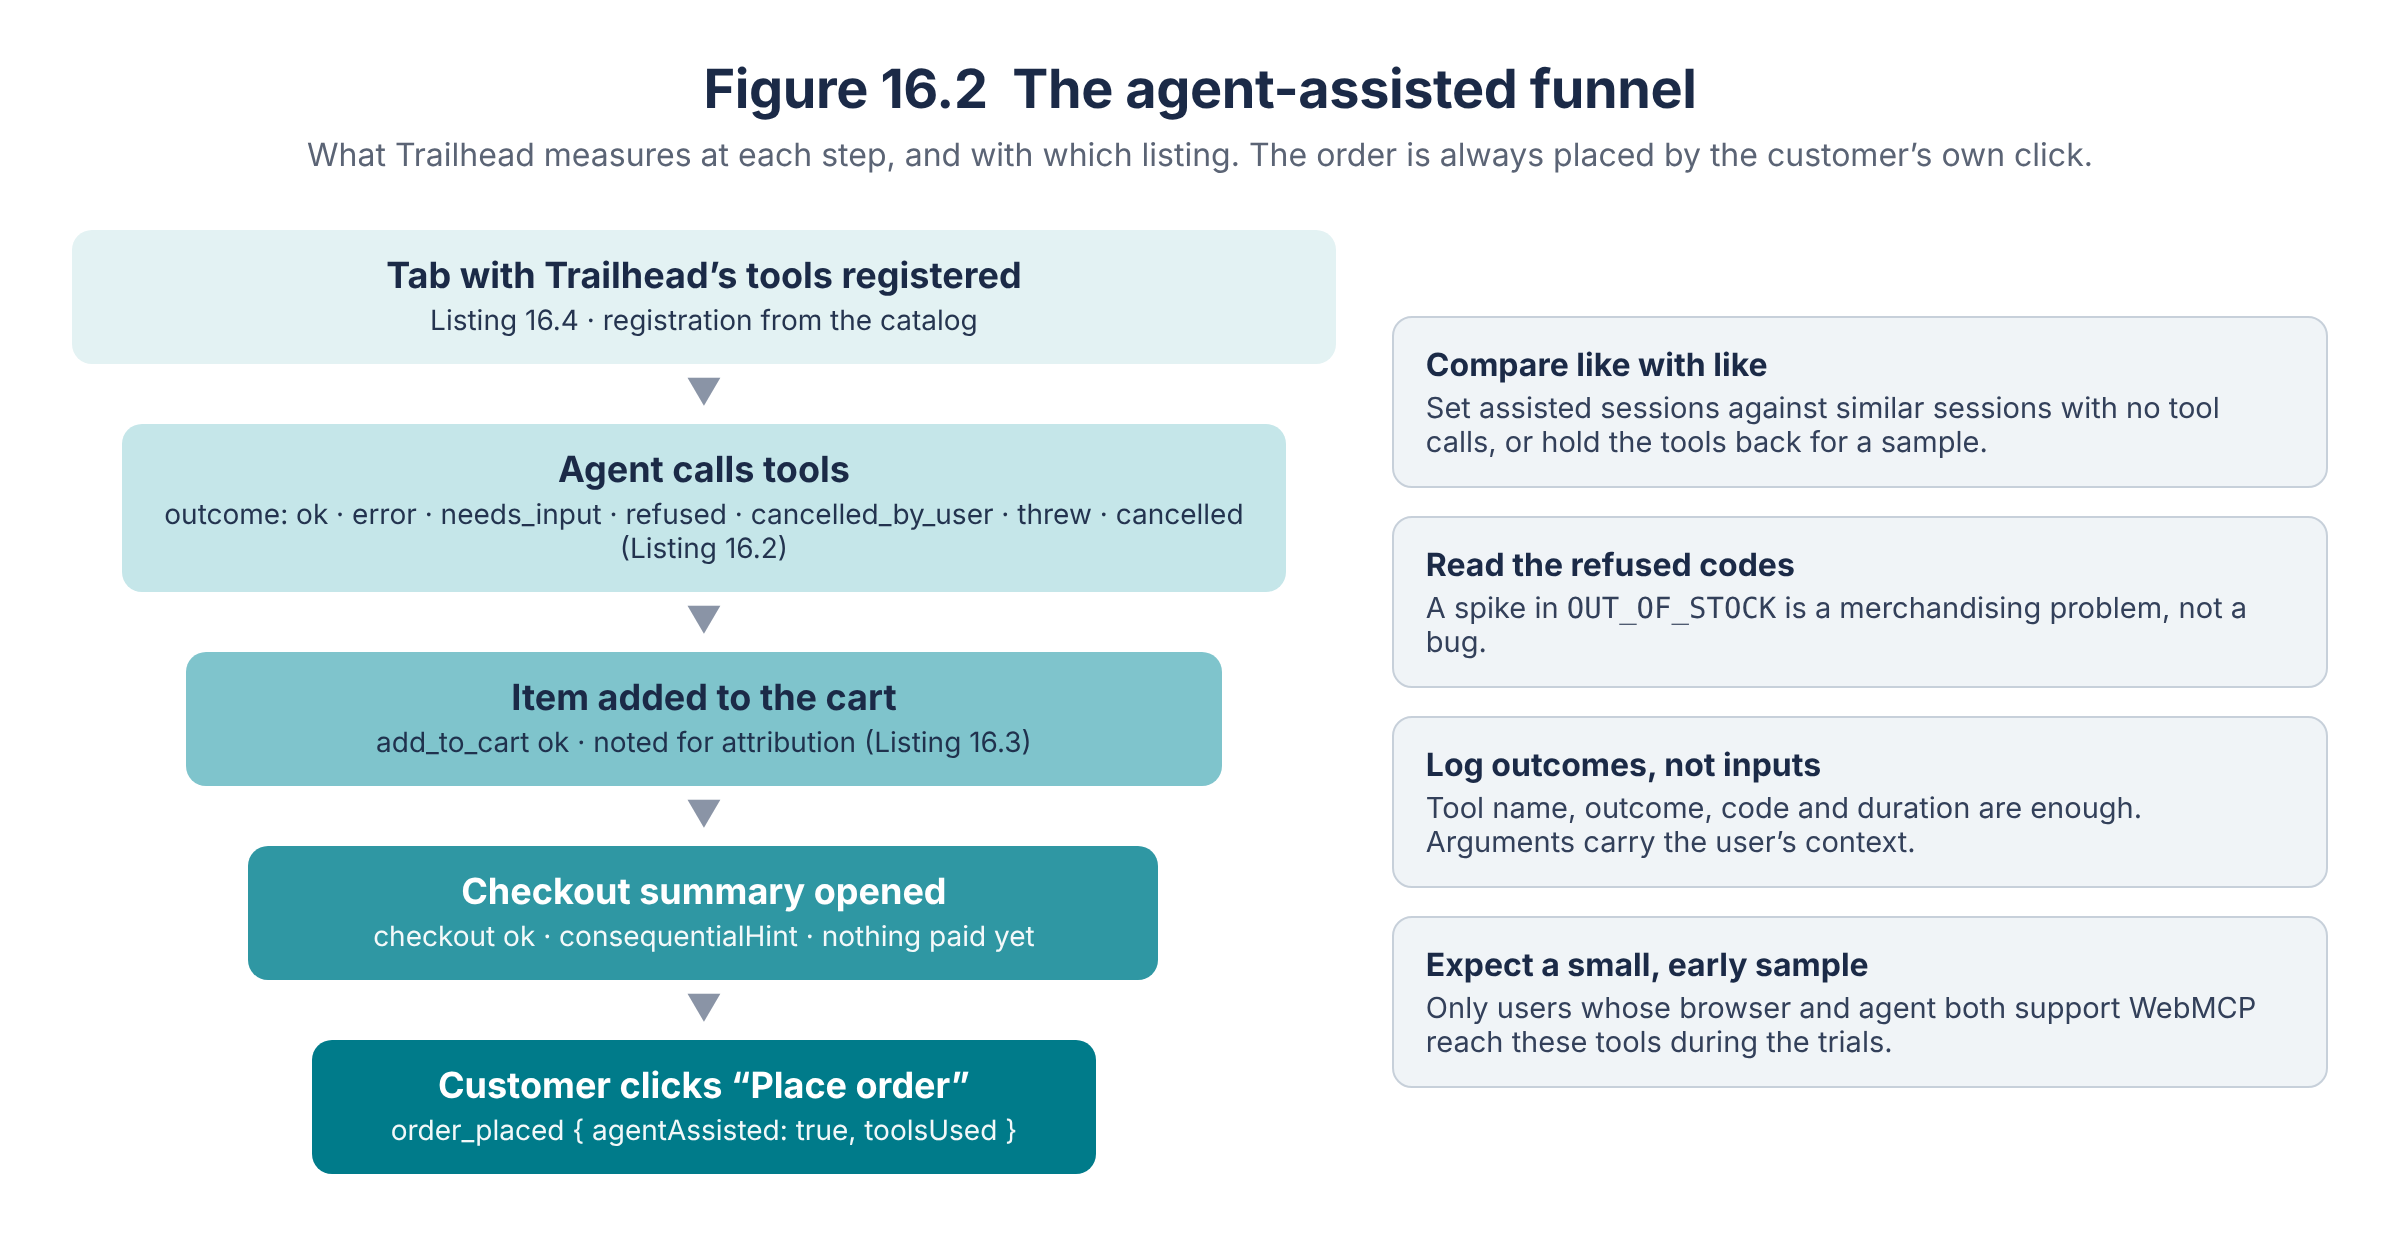 Figure 16.2 The agent-assisted funnel
What Trailhead measures at each step, and with which listing. The order is always placed by the customer’s own click.
Tab with Trailhead’s tools registered
Listing 16.4 · registration from the catalog
Agent calls tools
outcome: ok · error · needs_input · refused · cancelled_by_user · threw · cancelled
(Listing 16.2)
Item added to the cart
add_to_cart ok · noted for attribution (Listing 16.3)
Checkout summary opened
checkout ok · consequentialHint · nothing paid yet
Customer clicks “Place order”
order_placed { agentAssisted: true, toolsUsed }
Compare like with like
Set assisted sessions against similar sessions with no tool
calls, or hold the tools back for a sample.
Read the refused codes
A spike in OUT_OF_STOCK is a merchandising problem, not a
bug.
Log outcomes, not inputs
Tool name, outcome, code and duration are enough.
Arguments carry the user’s context.
Expect a small, early sample
Only users whose browser and agent both support WebMCP
reach these tools during the trials.